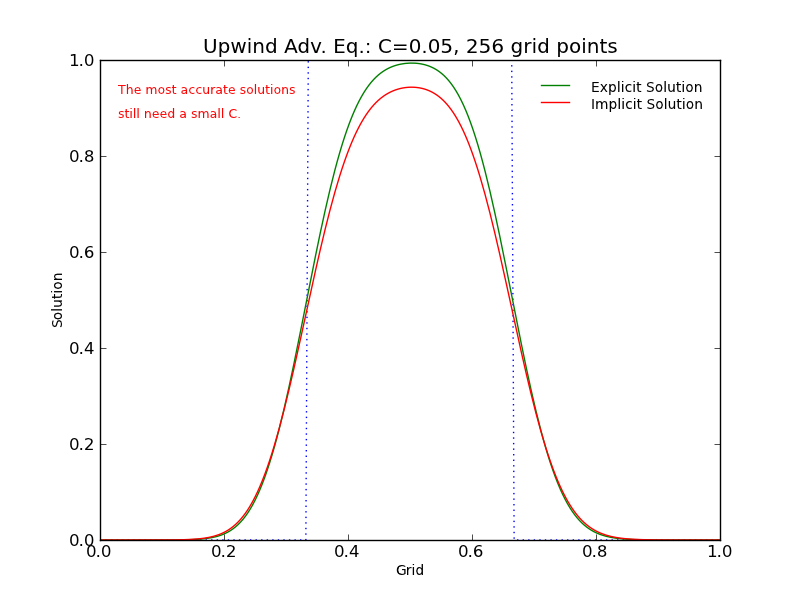 Upwind Adv. Eq.: C=0.05, 256 grid points
The most accurate solutions
still need a small C.
Explicit Solution
Implicit Solution
1.0
0.8
0.6
0.4
0.2
0.0
Solution
0.0 0.2 0.4 0.6 0.8 1.0
Grid